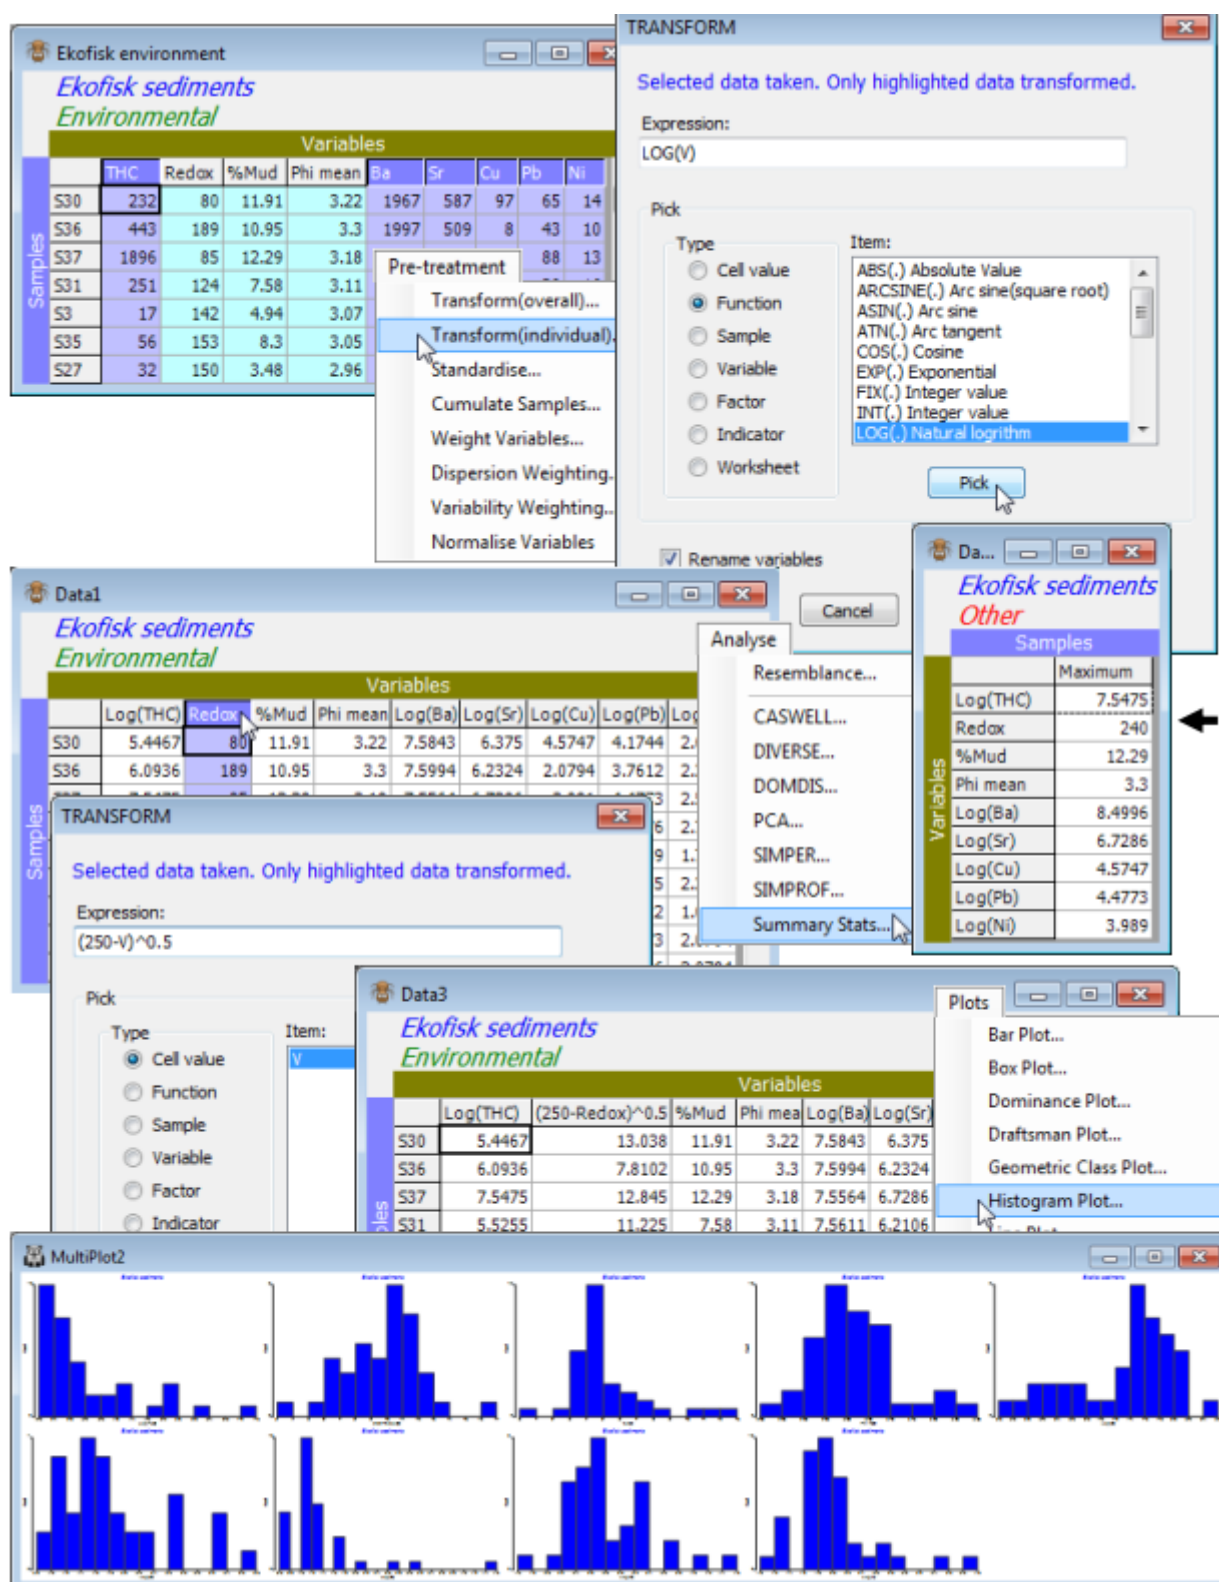 Ekofisk environment
Ekofisk sediments
Environmental
Variables
THC Redox %Mud Phi mean Ba Sr Cu Pb Ni
Samples
S30 232 80 11.91 3.22 1967 587 97 65 14
S36 443 189 10.95 3.3 1997 509 8 43 10
S37 1896 85 12.29 3.18 88 13
S31 251 124 7.58 3.11
S3 17 142 4.94 3.07
S35 56 153 8.3 3.05
S27 32 150 3.48 2.96
Pre-treatment
Transform(overall)...
Transform(individual).
Standardise...
Cumulate Samples...
Weight Variables...
Dispersion Weighting.
Variability Weighting..
Normalise Variables
TRANSFORM
Selected data taken. Only highlighted data transformed.
Expression:
LOG(V)
Pick
Type
Cell value
Function
Sample
Variable
Factor
Indicator
Worksheet
Item:
ABS(.) Absolute Value
ARCSINE(.) Arc sine(square root)
ASIN(.) Arc sine
ATN(.) Arc tangent
COS(.) Cosine
EXP(.) Exponential
FIX(.) Integer value
INT(.) Integer value
LOG(.) Natural logrithm
Pick
Rename variables
Cancel
Data1
Ekofisk sediments
Environmental
Variables
Log(THC) Redox %Mud Phi mean Log(Ba) Log(Sr) Log(Cu) Log(Pb)
Samples
S30 5.4467 80 11.91 3.22 7.5843 6.375 4.5747 4.1744
S36 6.0936 189 10.95 3.3 7.5994 6.2324 2.0794 3.7612
Analyse
Resemblance...
CASWELL...
DIVERSE...
DOMDIS...
PCA...
SIMPER...
SIMPROF...
Summary Stats...
Da...
Ekofisk sediments
Other
Samples
Maximum
Variables
Log(THC) 7.5475
Redox 240
%Mud 12.29
Phi mean 3.3
Log(Ba) 8.4996
Log(Sr) 6.7286
Log(Cu) 4.5747
Log(Pb) 4.4773
Log(Ni) 3.989
TRANSFORM
Selected data taken. Only highlighted data transformed.
Expression:
(250-V)^0.5
Pick
Type
Cell value
Function
Sample
Variable
Factor
Indicator
Item:
V
Data3
Ekofisk sediments
Environmental
Variables
Log(THC) (250-Redox)^0.5 %Mud Phi mea Log(Ba) Log(Sr)
S30 5.4467 13.038 11.91 3.22 7.5843 6.375
S36 6.0936 7.8102 10.95 3.3 7.5994 6.2324
S37 7.5475 12.845 12.29 3.18 7.5564 6.7286
S31 5.5255 11.225 7.58 3.11 7.5611 6.2106
Plots
Bar Plot...
Box Plot...
Dominance Plot...
Draftsman Plot...
Geometric Class Plot...
Histogram Plot...
MultiPlot2